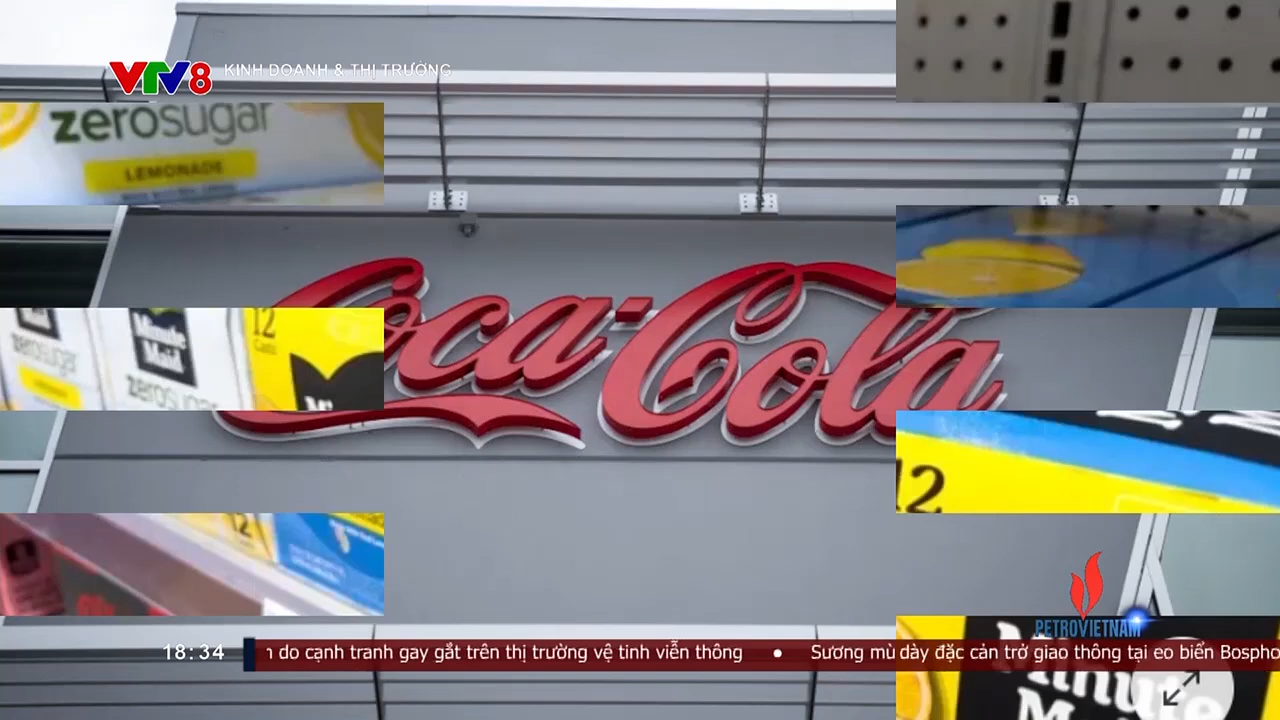 VTV8 KINH DOANH & THỊ TRƯỜNG
zerosugar
LEMONADE
Coca-Cola
Minute
Maid
zerosugar
zerosugar
12
Cans
M'
12
12
PETROVIETNAM
18:34
do cạnh tranh gay gắt trên thị trường vệ tinh viễn thông • Sương mù dày đặc cản trở giao thông tại eo biển Bospho
Minute